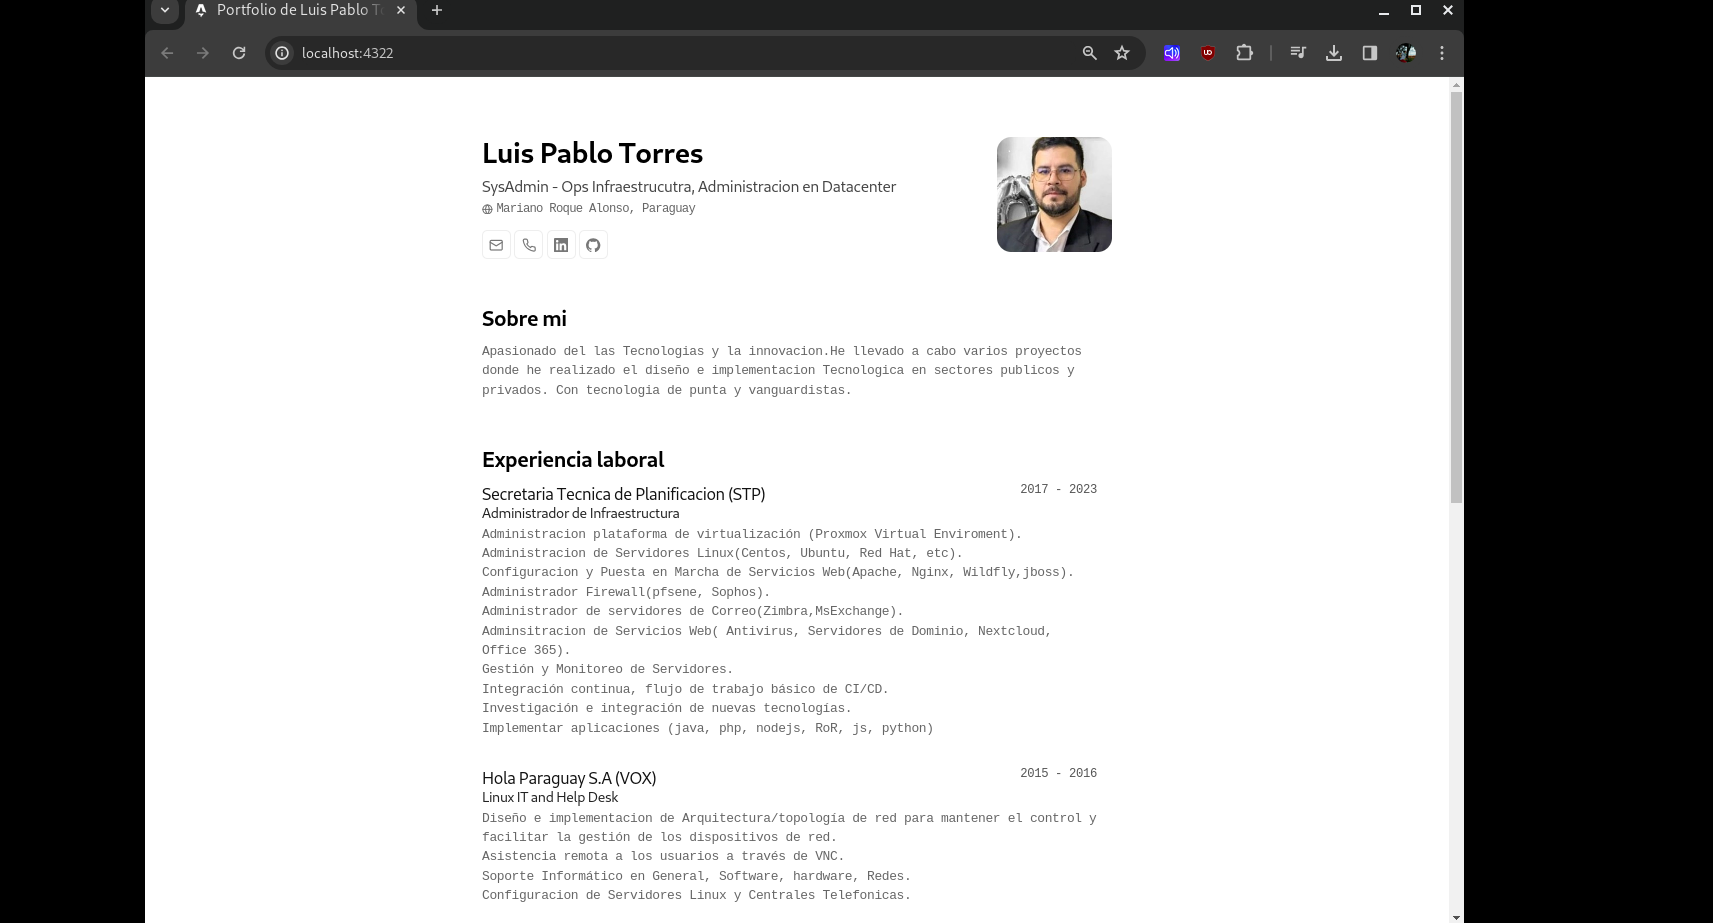 Portfolio de Luis Pablo To
localhost:4322
Luis Pablo Torres
SysAdmin - Ops Infraestrucutra, Administracion en Datacenter
Mariano Roque Alonso, Paraguay
Sobre mi
Apasionado del las Tecnologias y la innovacion.He llevado a cabo varios proyectos
donde he realizado el diseño e implementacion Tecnologica en sectores publicos y
privados. Con tecnologia de punta y vanguardistas.
Experiencia laboral
Secretaria Tecnica de Planificacion (STP)
2017 - 2023
Administrador de Infraestructura
Administracion plataforma de virtualización (Proxmox Virtual Enviroment).
Administracion de Servidores Linux(Centos, Ubuntu, Red Hat, etc).
Configuracion y Puesta en Marcha de Servicios Web(Apache, Nginx, Wildfly,jboss).
Administrador Firewall(pfsene, Sophos).
Administrador de servidores de Correo(Zimbra,MsExchange).
Adminsitracion de Servicios Web( Antivirus, Servidores de Dominio, Nextcloud,
Office 365).
Gestión y Monitoreo de Servidores.
Integración continua, flujo de trabajo básico de CI/CD.
Investigación e integración de nuevas tecnologías.
Implementar aplicaciones (java, php, nodejs, RoR, js, python)
Hola Paraguay S.A (VOX)
2015 - 2016
Linux IT and Help Desk
Diseño e implementacion de Arquitectura/topología de red para mantener el control y
facilitar la gestión de los dispositivos de red.
Asistencia remota a los usuarios a través de VNC.
Soporte Informático en General, Software, hardware, Redes.
Configuracion de Servidores Linux y Centrales Telefonicas.